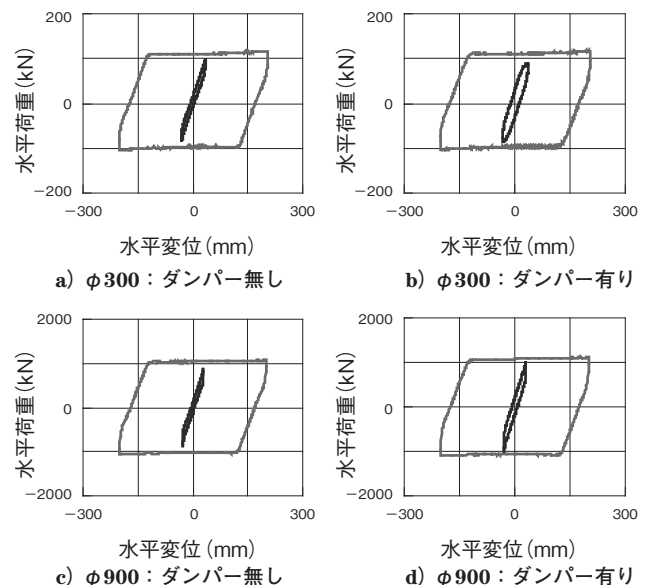 200
水平荷重(kN)
0
−200
−300
0
300
水平変位(mm)
a) φ300：ダンパー無し
200
水平荷重(kN)
0
−200
−300
0
300
水平変位(mm)
b) φ300：ダンパー有り
2000
水平荷重(kN)
0
−2000
−300
0
300
水平変位(mm)
c) φ900：ダンパー無し
2000
水平荷重(kN)
0
−2000
−300
0
300
水平変位(mm)
d) φ900：ダンパー有り